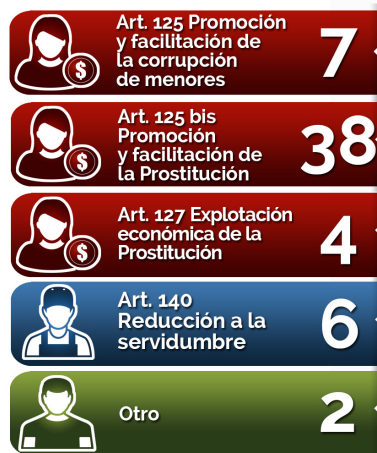 Art. 125 Promoción
y facilitación de
la corrupción
de menores
7
$
Art. 125 bis
Promoción
y facilitación de
la Prostitución
38
$
Art. 127 Explotación
económica de la
Prostitución
4
$
Art. 140
Reducción a la
servidumbre
6
Otro
2